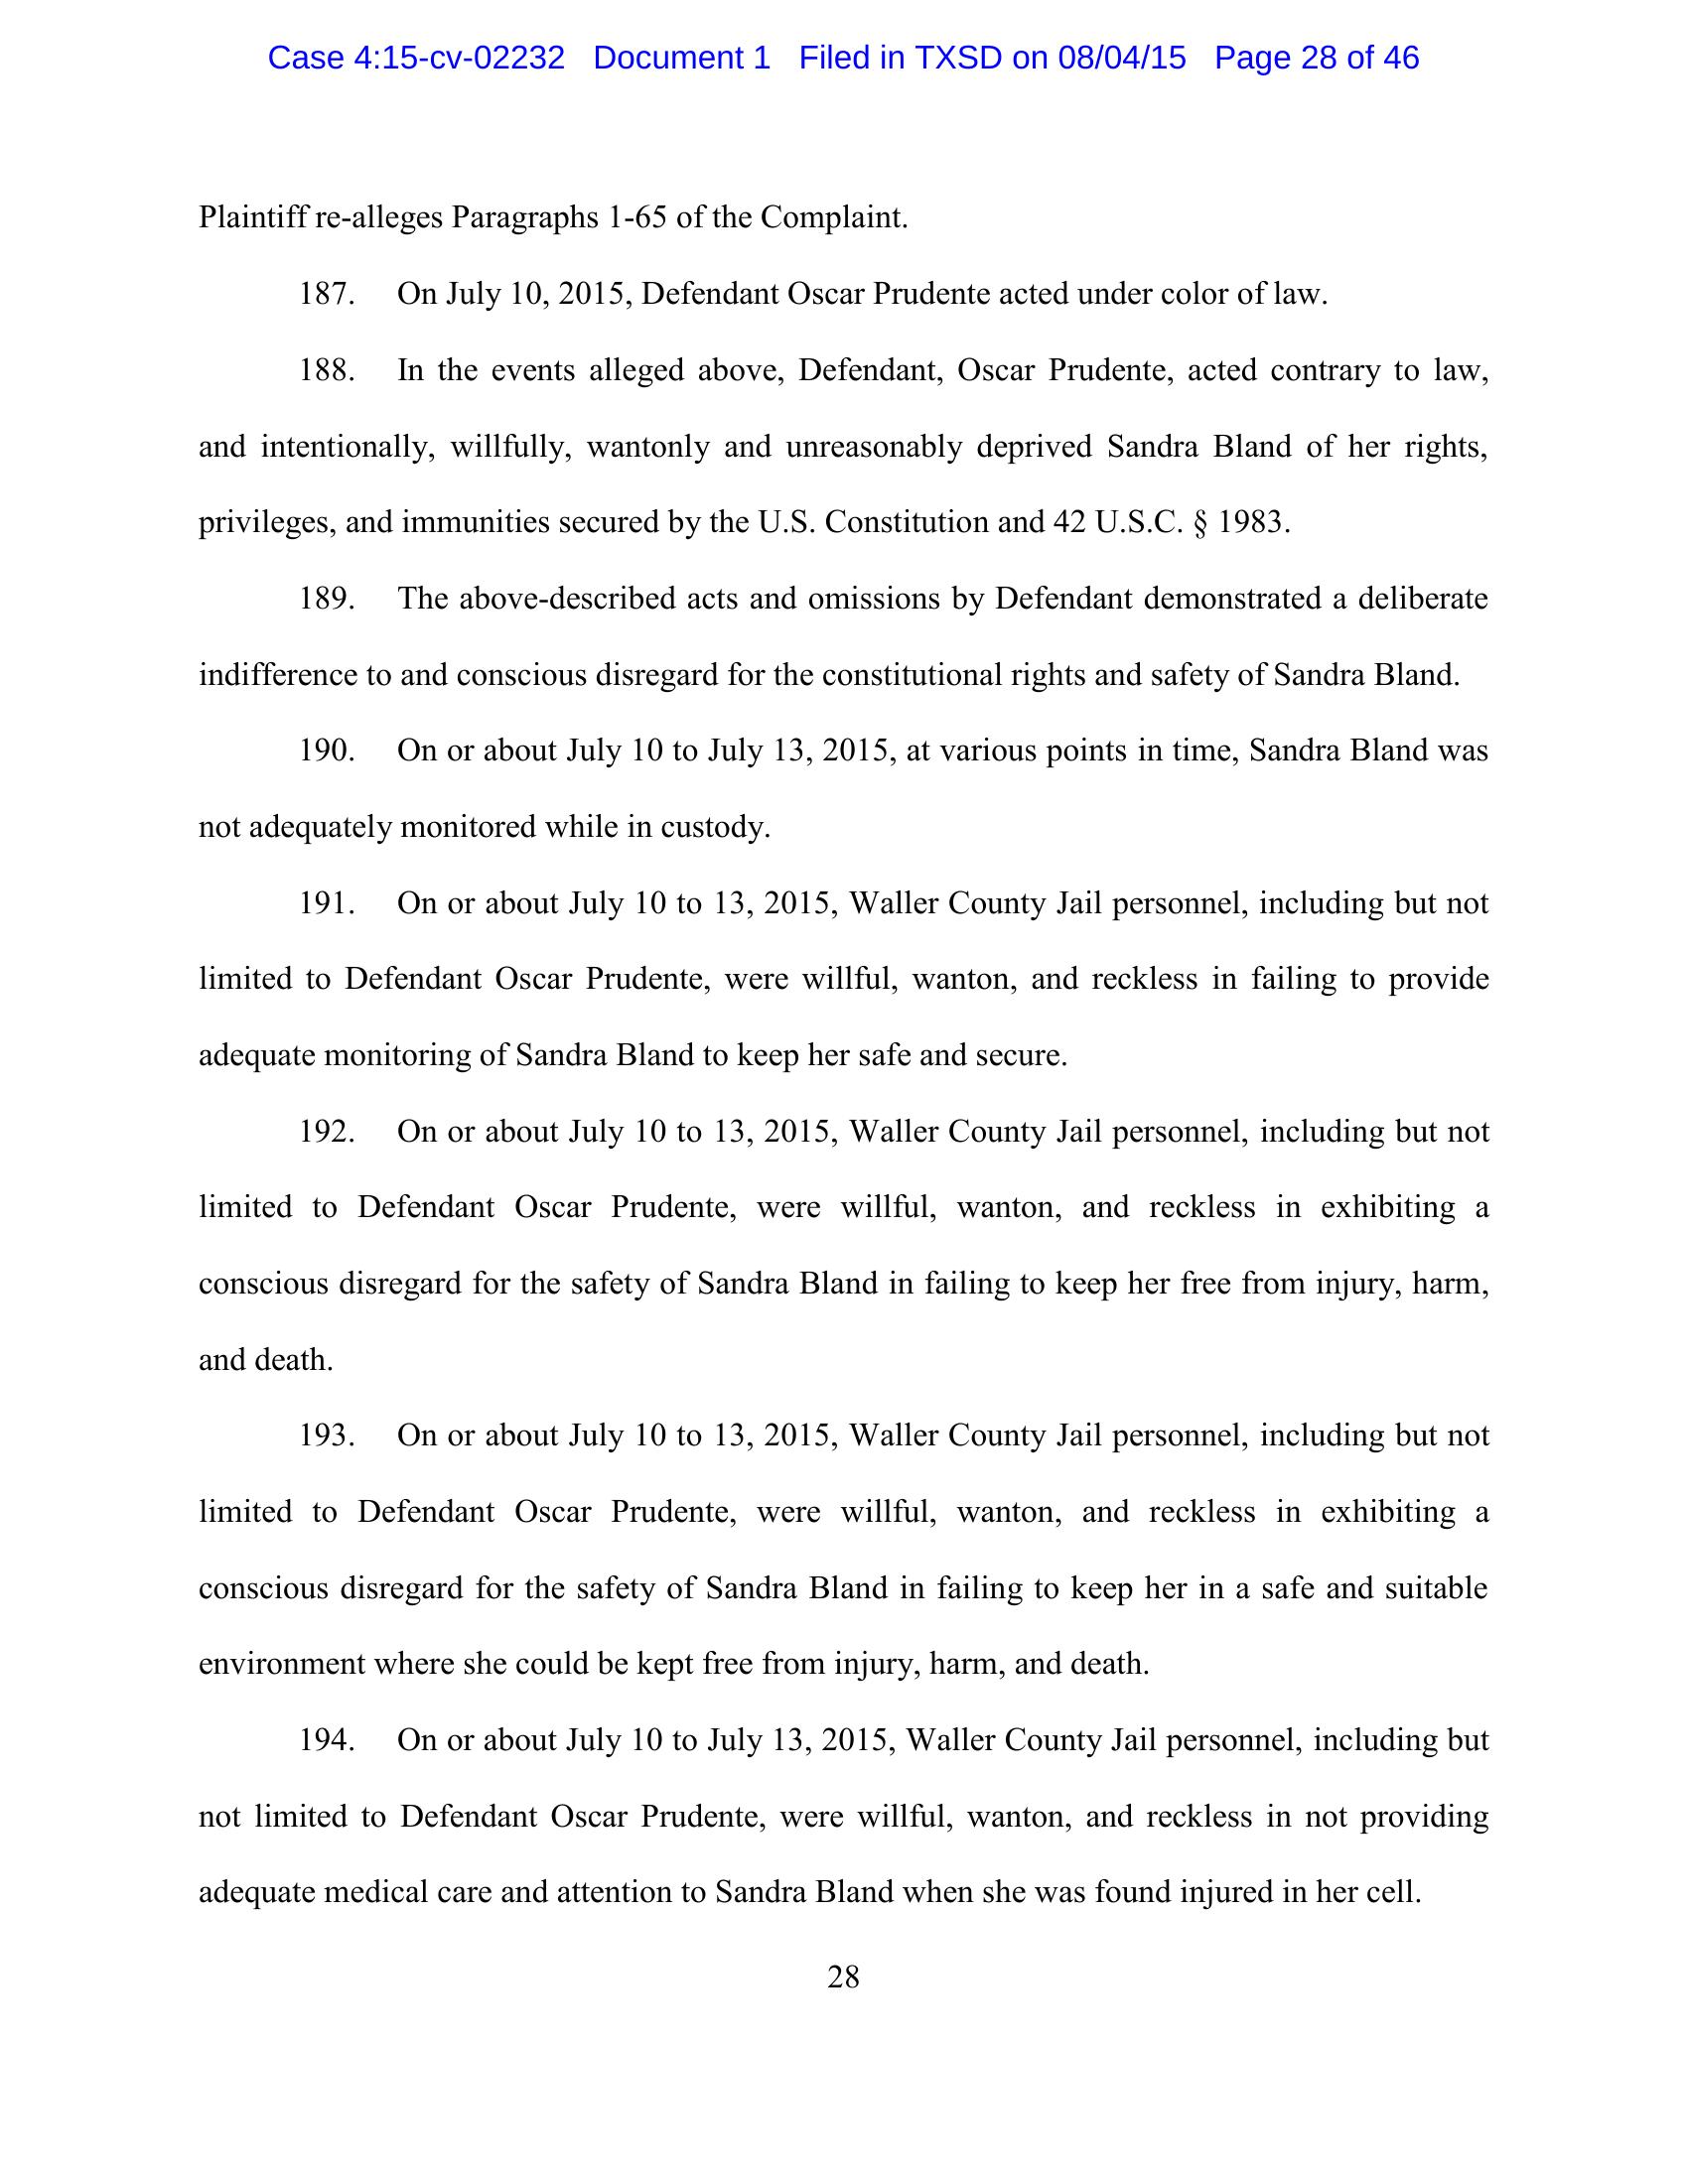 Case 4:15-cv-02232 Document 1 Filed in TXSD on 08/04/15 Page 28 of 46
Plaintiff re-alleges Paragraphs 1-65 of the Complaint.
187. On July 10, 2015, Defendant Oscar Prudente acted under color of law.
188. In the events alleged above, Defendant, Oscar Prudente, acted contrary to law,
and intentionally, willfully, wantonly and unreasonably deprived Sandra Bland of her rights,
privileges, and immunities secured by the U.S. Constitution and 42 U.S.C. § 1983.
189. The above-described acts and omissions by Defendant demonstrated a deliberate
indifference to and conscious disregard for the constitutional rights and safety of Sandra Bland.
190. On or about July 10 to July 13, 2015, at various points in time, Sandra Bland was
not adequately monitored while in custody.
191. On or about July 10 to 13, 2015, Waller County Jail personnel, including but not
limited to Defendant Oscar Prudente, were willful, wanton, and reckless in failing to provide
adequate monitoring of Sandra Bland to keep her safe and secure.
192. On or about July 10 to 13, 2015, Waller County Jail personnel, including but not
limited to Defendant Oscar Prudente, were willful, wanton, and reckless in exhibiting a
conscious disregard for the safety of Sandra Bland in failing to keep her free from injury, harm,
and death.
193. On or about July 10 to 13, 2015, Waller County Jail personnel, including but not
limited to Defendant Oscar Prudente, were willful, wanton, and reckless in exhibiting a
conscious disregard for the safety of Sandra Bland in failing to keep her in a safe and suitable
environment where she could be kept free from injury, harm, and death.
194. On or about July 10 to July 13, 2015, Waller County Jail personnel, including but
not limited to Defendant Oscar Prudente, were willful, wanton, and reckless in not providing
adequate medical care and attention to Sandra Bland when she was found injured in her cell.
28